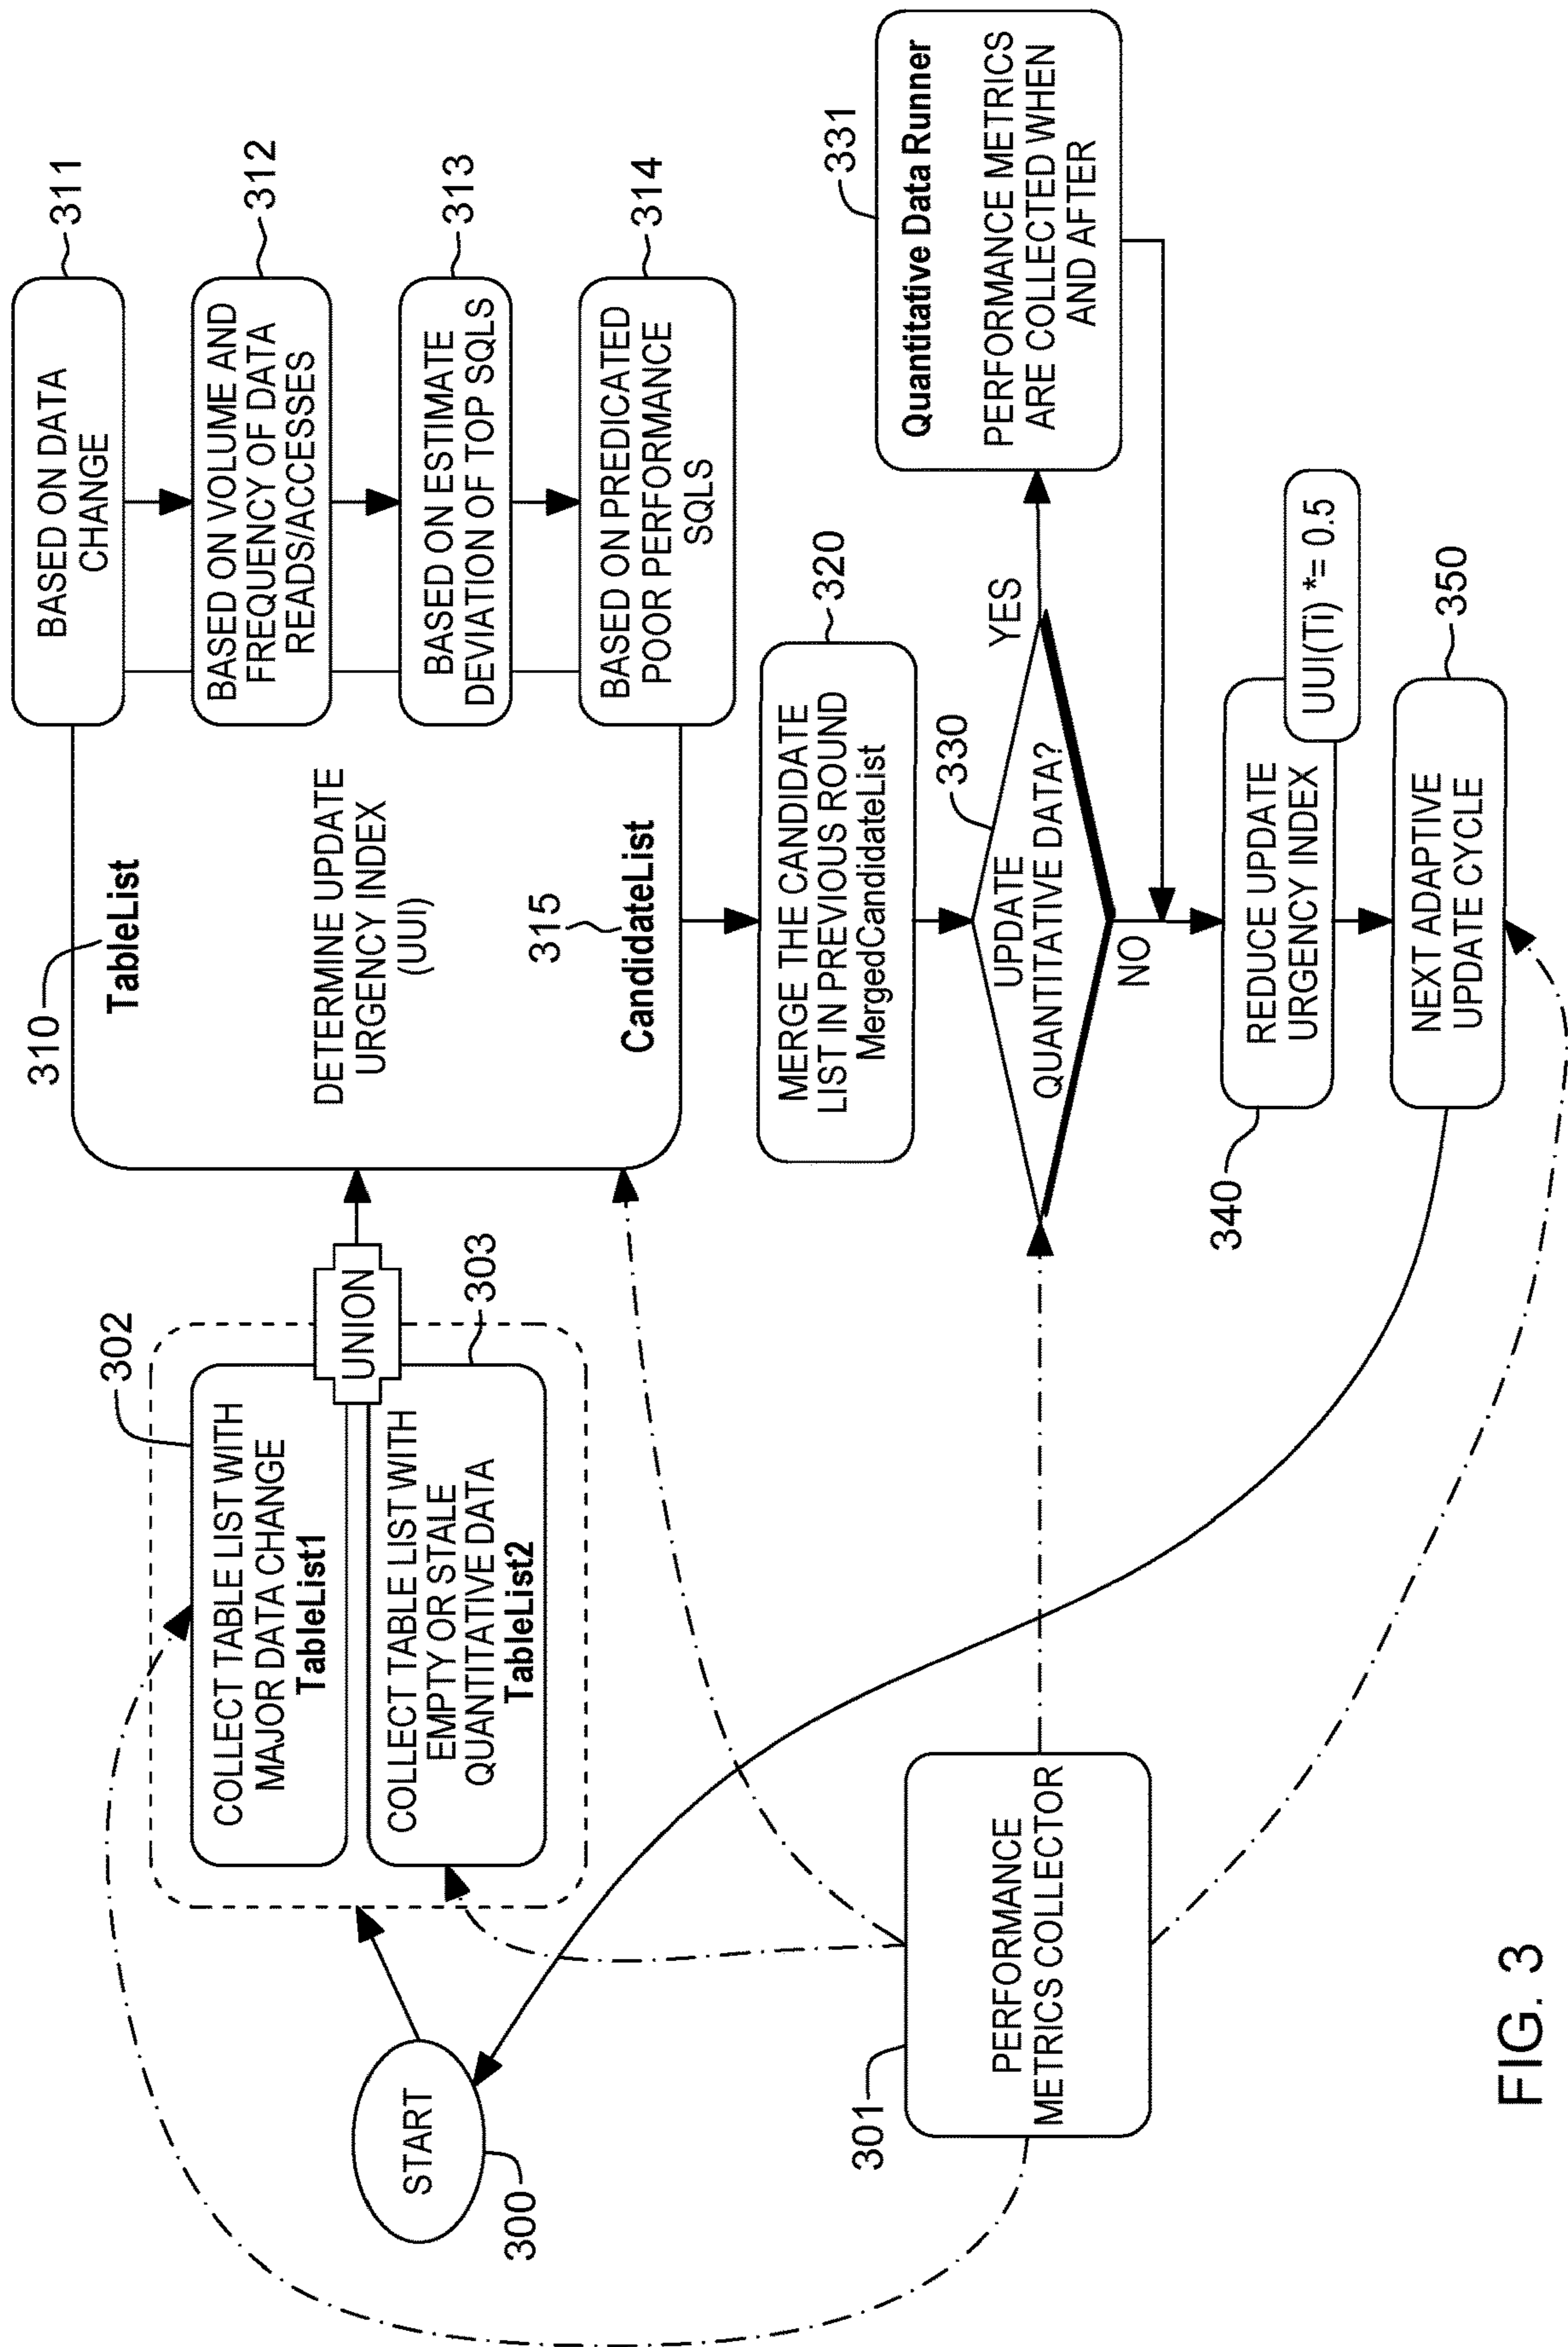 START
300
COLLECT TABLE LIST WITH
MAJOR DATA CHANGE
TableList1
302
COLLECT TABLE LIST WITH
EMPTY OR STALE
QUANTITATIVE DATA
TableList2
303
UNION
310
TableList
DETERMINE UPDATE
URGENCY INDEX
(UUI)
315
CandidateList
BASED ON DATA
CHANGE
311
BASED ON VOLUME AND
FREQUENCY OF DATA
READS/ACCESSES
312
BASED ON ESTIMATE
DEVIATION OF TOP SQLS
313
BASED ON PREDICATED
POOR PERFORMANCE
SQLS
314
MERGE THE CANDIDATE
LIST IN PREVIOUS ROUND
MergedCandidateList
320
301
PERFORMANCE
METRICS COLLECTOR
330
UPDATE
QUANTITATIVE DATA?
YES
NO
331
Quantitative Data Runner
PERFORMANCE METRICS
ARE COLLECTED WHEN
AND AFTER
340
REDUCE UPDATE
URGENCY INDEX
UUI(Ti) *= 0.5
NEXT ADAPTIVE
UPDATE CYCLE
350
FIG. 3